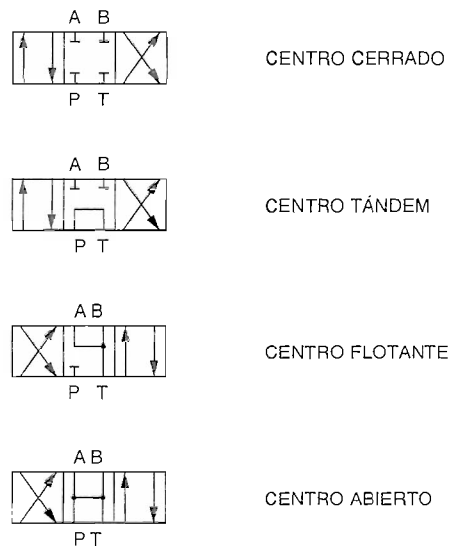 A B
CENTRO CERRADO
P T
A B
CENTRO TÁNDEM
P T
A B
CENTRO FLOTANTE
P T
A B
CENTRO ABIERTO
P T